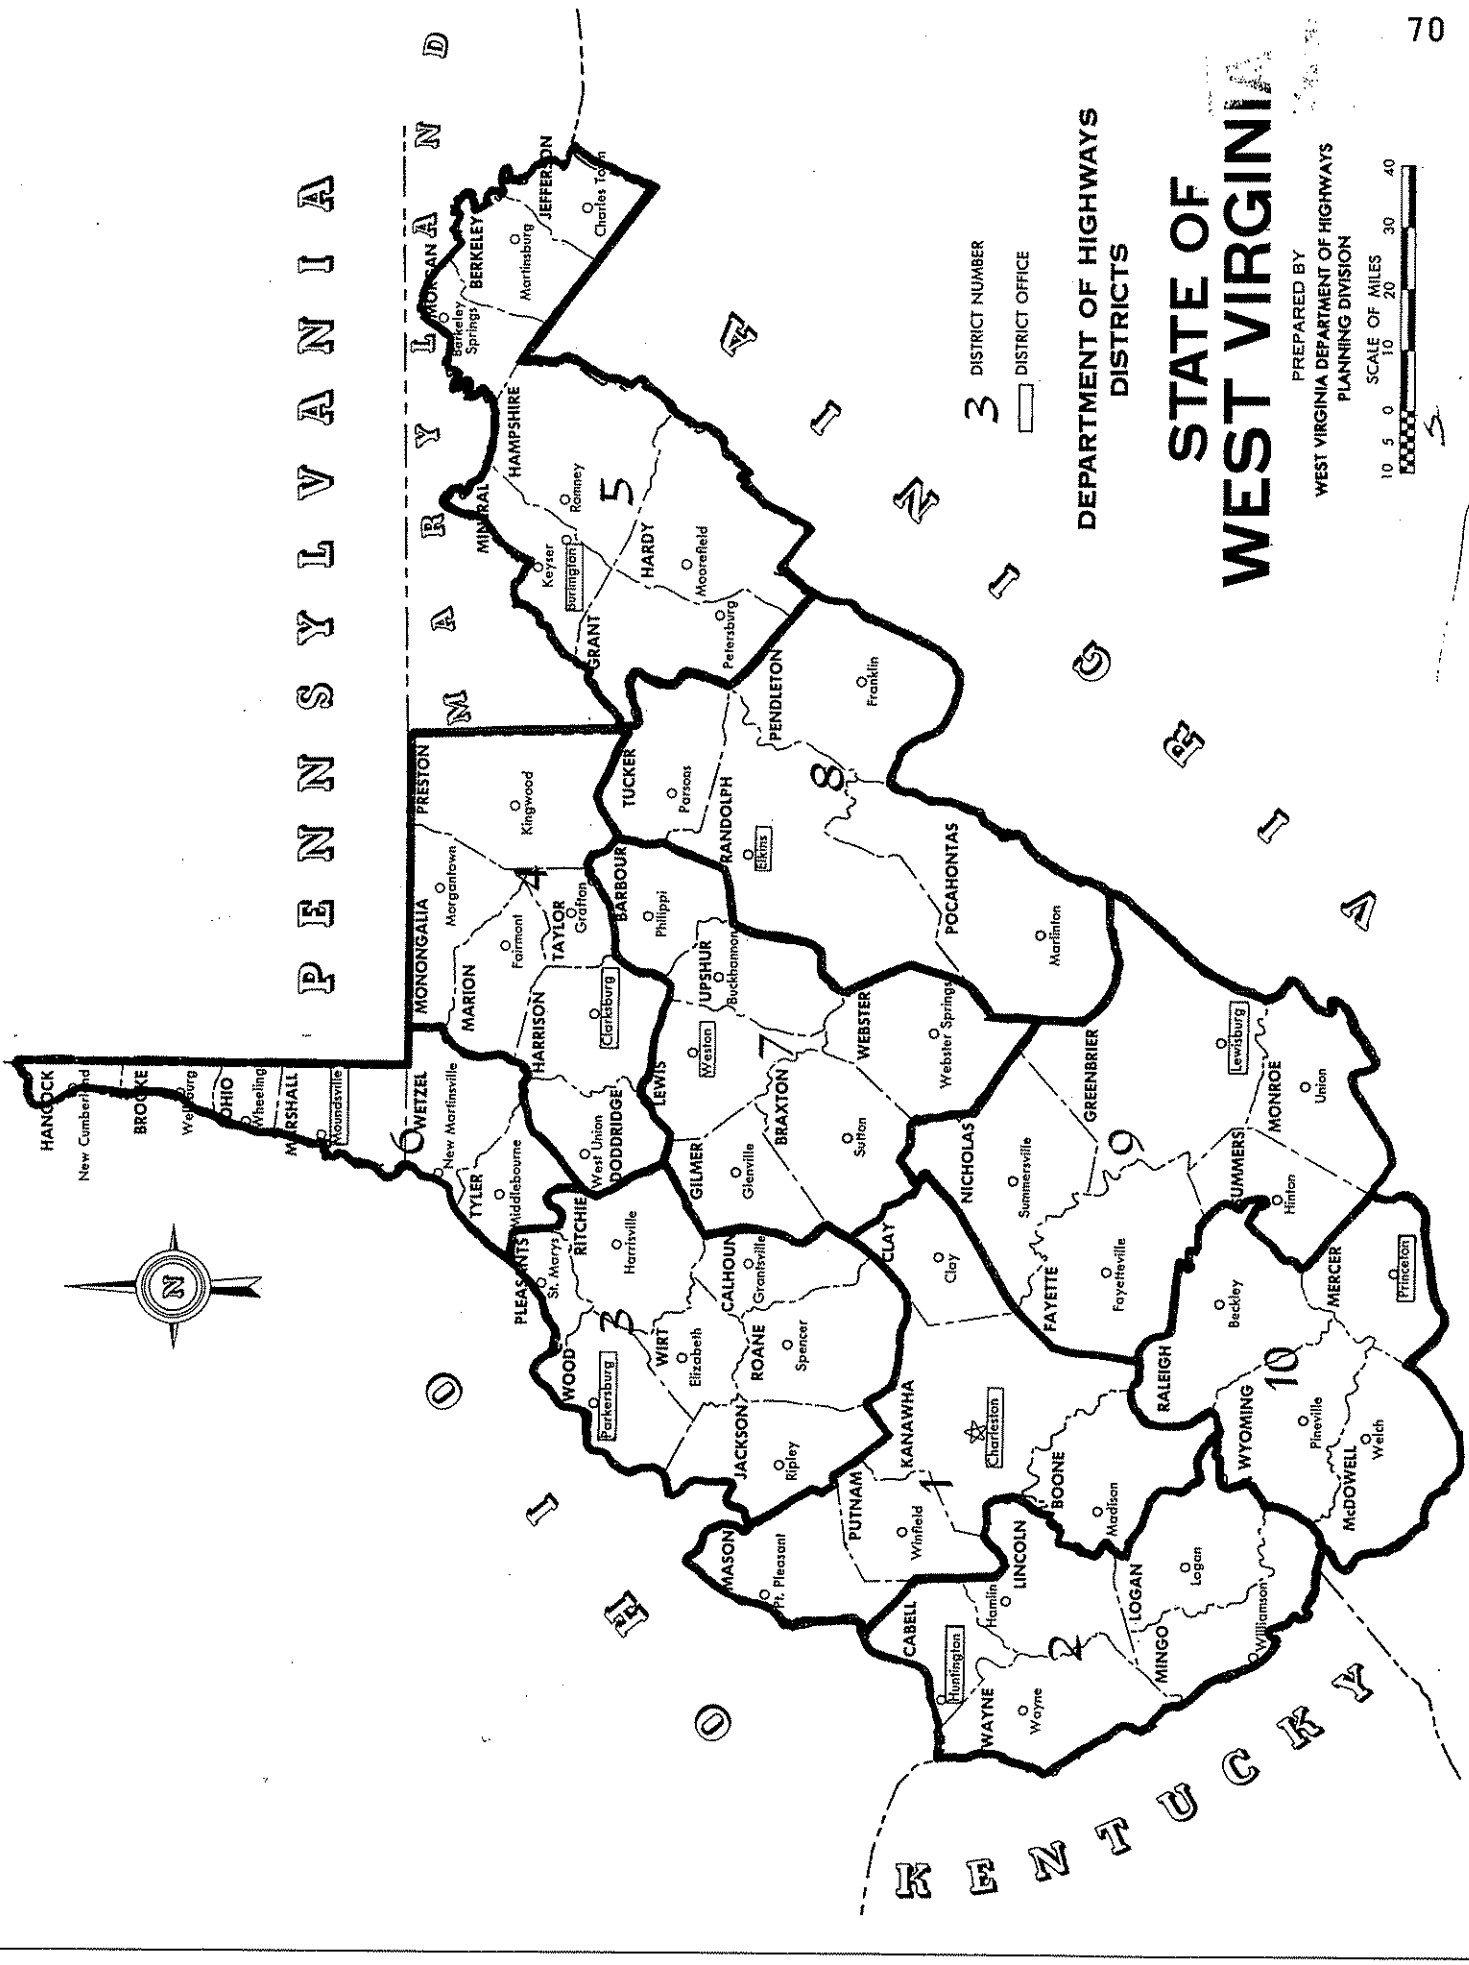 70
PENNSYLVANIA
MARYLAND
OHIO
KENTUCKY
VIRGINIA
N
HANCOCK
New Cumberland
BROOKE
Wellsburg
OHIO
Wheeling
MARSHALL
Moundsville
6
WETZEL
New Martinsville
TYLER
Middlebourne
MONONGALIA
Morgantown
MARION
Fairmont
PRESTON
Kingwood
4
TAYLOR
Grafton
HARRISON
Clarksburg
DODDRIDGE
West Union
PLEASANTS
St. Marys
RITCHIE
Harrisville
WOOD
Parkersburg
3
WIRT
Elizabeth
CALHOUN
Grantsville
ROANE
Spencer
JACKSON
Ripley
MORGAN
Berkeley
Springs
BERKELEY
Martinsburg
JEFFERSON
Charles Town
HAMPSHIRE
Romney
MINERAL
Keyser
Burlington
5
HARDY
Moorefield
GRANT
Petersburg
TUCKER
Parsons
RANDOLPH
Elkins
PENDLETON
Franklin
8
POCAHONTAS
Marlinton
BARBOUR
Philippi
UPSHUR
Buckhannon
LEWIS
Weston
7
GILMER
Glenville
BRAXTON
Sutton
WEBSTER
Webster Springs
MASON
Pt. Pleasant
PUTNAM
Winfield
KANAWHA
Charleston
1
CLAY
Clay
BOONE
Madison
CABELL
Huntington
LINCOLN
Hamlin
WAYNE
Wayne
2
LOGAN
Logan
MINGO
Williamson
NICHOLAS
Summersville
GREENBRIER
Lewisburg
9
FAYETTE
Fayetteville
SUMMERS
Hinton
MONROE
Union
RALEIGH
Beckley
10
WYOMING
Pineville
McDOWELL
Welch
MERCER
Princeton
3 DISTRICT NUMBER
DISTRICT OFFICE
DEPARTMENT OF HIGHWAYS
DISTRICTS
STATE OF
WEST VIRGINIA
PREPARED BY
WEST VIRGINIA DEPARTMENT OF HIGHWAYS
PLANNING DIVISION
SCALE OF MILES
10 5 0 10 20 30 40